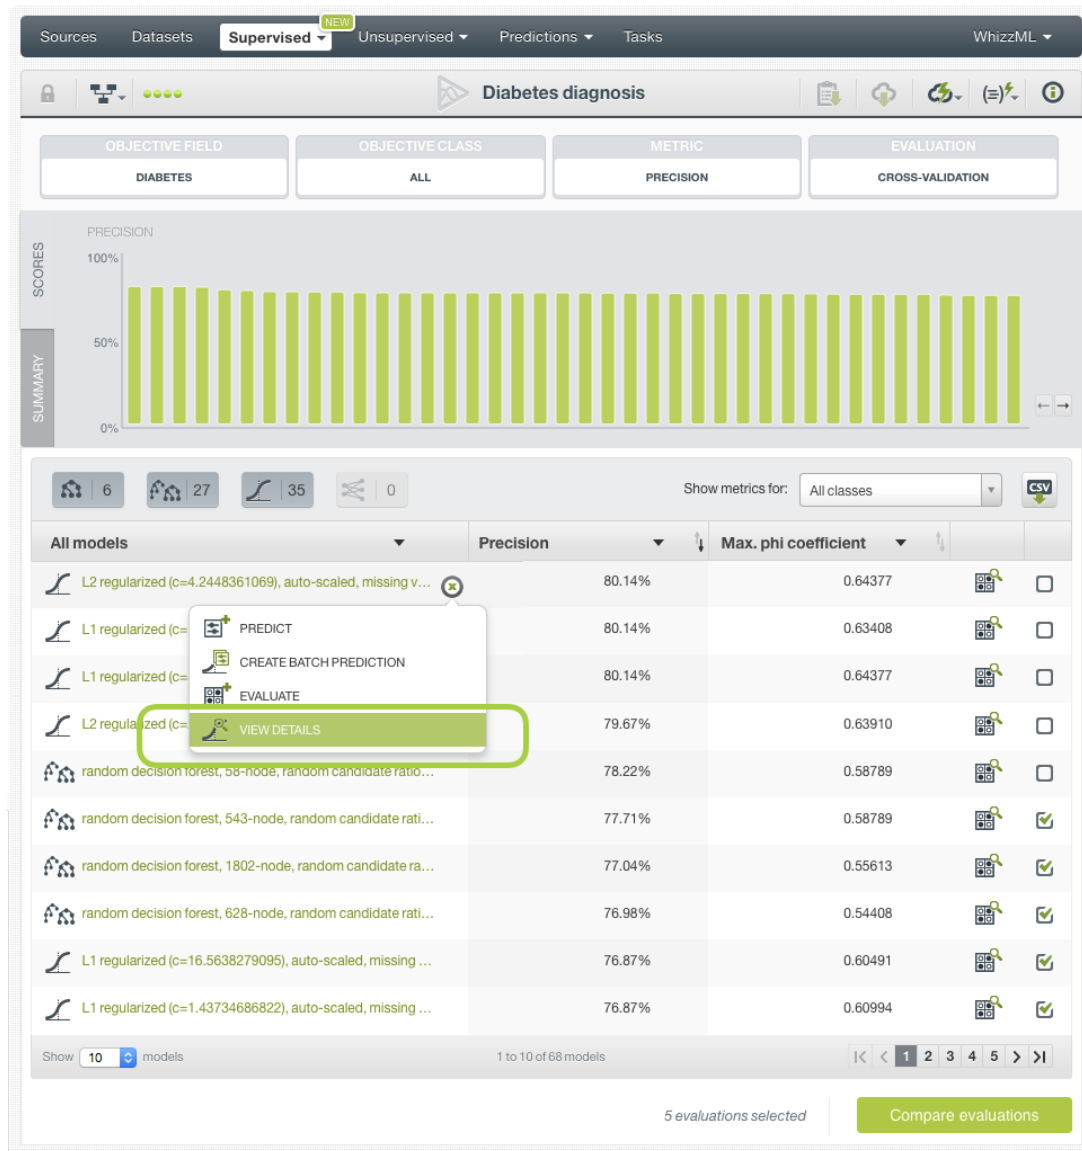 NEW
Sources Datasets Supervised Unsupervised Predictions Tasks WhizzML
Diabetes diagnosis
OBJECTIVE FIELD OBJECTIVE CLASS METRIC EVALUATION
DIABETES ALL PRECISION CROSS-VALIDATION
SCORES
SUMMARY
PRECISION
100%
50%
0%
6 27 35 0 Show metrics for: All classes CSV
All models Precision Max. phi coefficient
L2 regularized (c=4.2448361069), auto-scaled, missing v... 80.14% 0.64377
L1 regularized (c= 80.14% 0.63408
L1 regularized (c= 80.14% 0.64377
L2 regularized (c= 79.67% 0.63910
PREDICT
CREATE BATCH PREDICTION
EVALUATE
VIEW DETAILS
random decision forest, 58-node, random candidate ratio... 78.22% 0.58789
random decision forest, 543-node, random candidate rati... 77.71% 0.58789
random decision forest, 1802-node, random candidate ra... 77.04% 0.55613
random decision forest, 628-node, random candidate rati... 76.98% 0.54408
L1 regularized (c=16.5638279095), auto-scaled, missing ... 76.87% 0.60491
L1 regularized (c=1.43734686822), auto-scaled, missing ... 76.87% 0.60994
Show 10 models 1 to 10 of 68 models 1 2 3 4 5
5 evaluations selected Compare evaluations